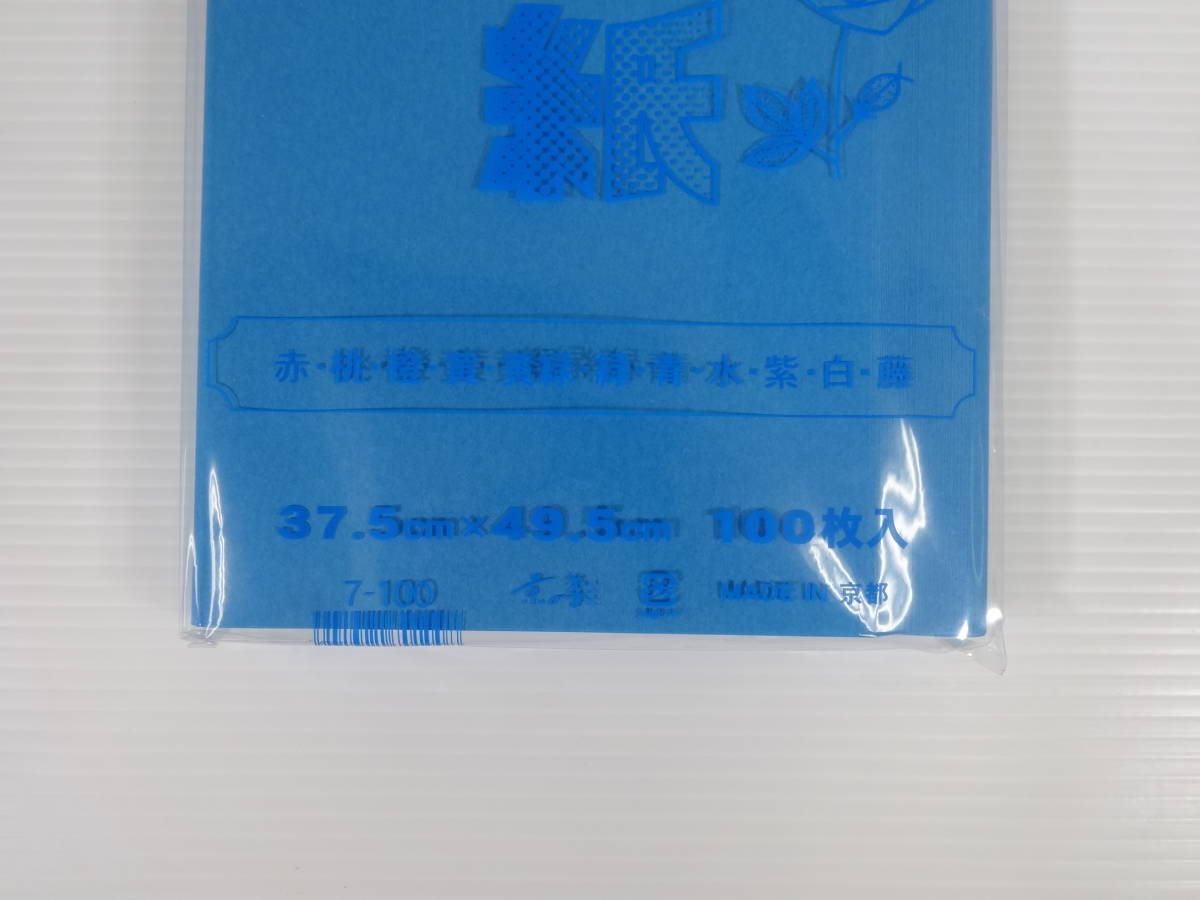 紙
赤・桃・橙・黄・ 青・水・紫・白・藤
37.5cm×49.5cm 100枚入
7-100 MADE IN 京都